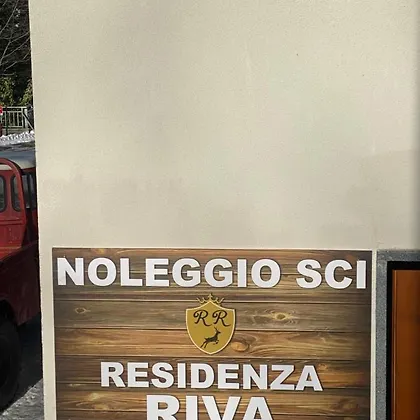 NOLEGGIO SCI
RR
RESIDENZA
RIVA